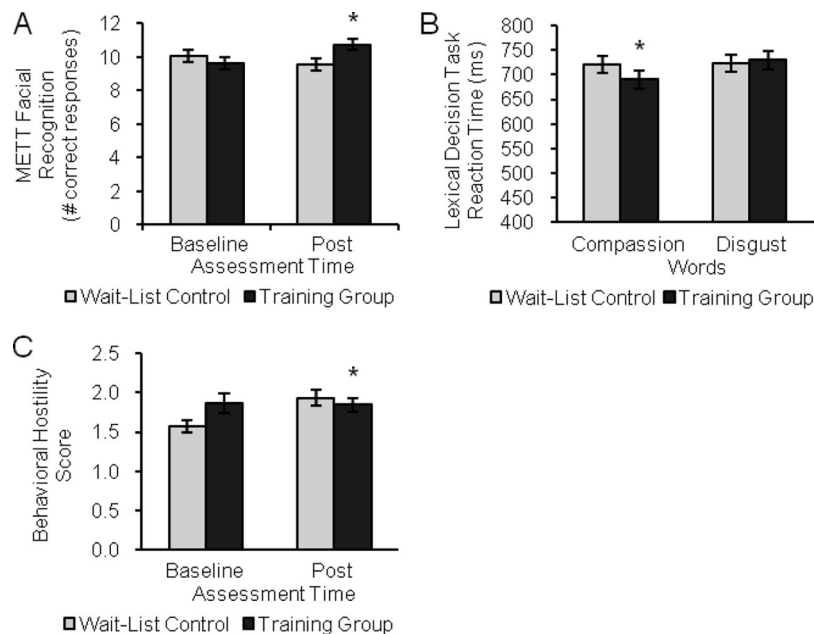 A
METT Facial
Recognition
(# correct responses)
12
10
8
6
4
2
0
*
Baseline
Post
Assessment Time
Wait-List Control
Training Group
B
Lexical Decision Task
Reaction Time (ms)
800
750
700
650
600
550
500
450
400
*
Compassion
Disgust
Words
Wait-List Control
Training Group
C
Behavioral Hostility
Score
2.5
2.0
1.5
1.0
0.5
0.0
*
Baseline
Post
Assessment Time
Wait-List Control
Training Group